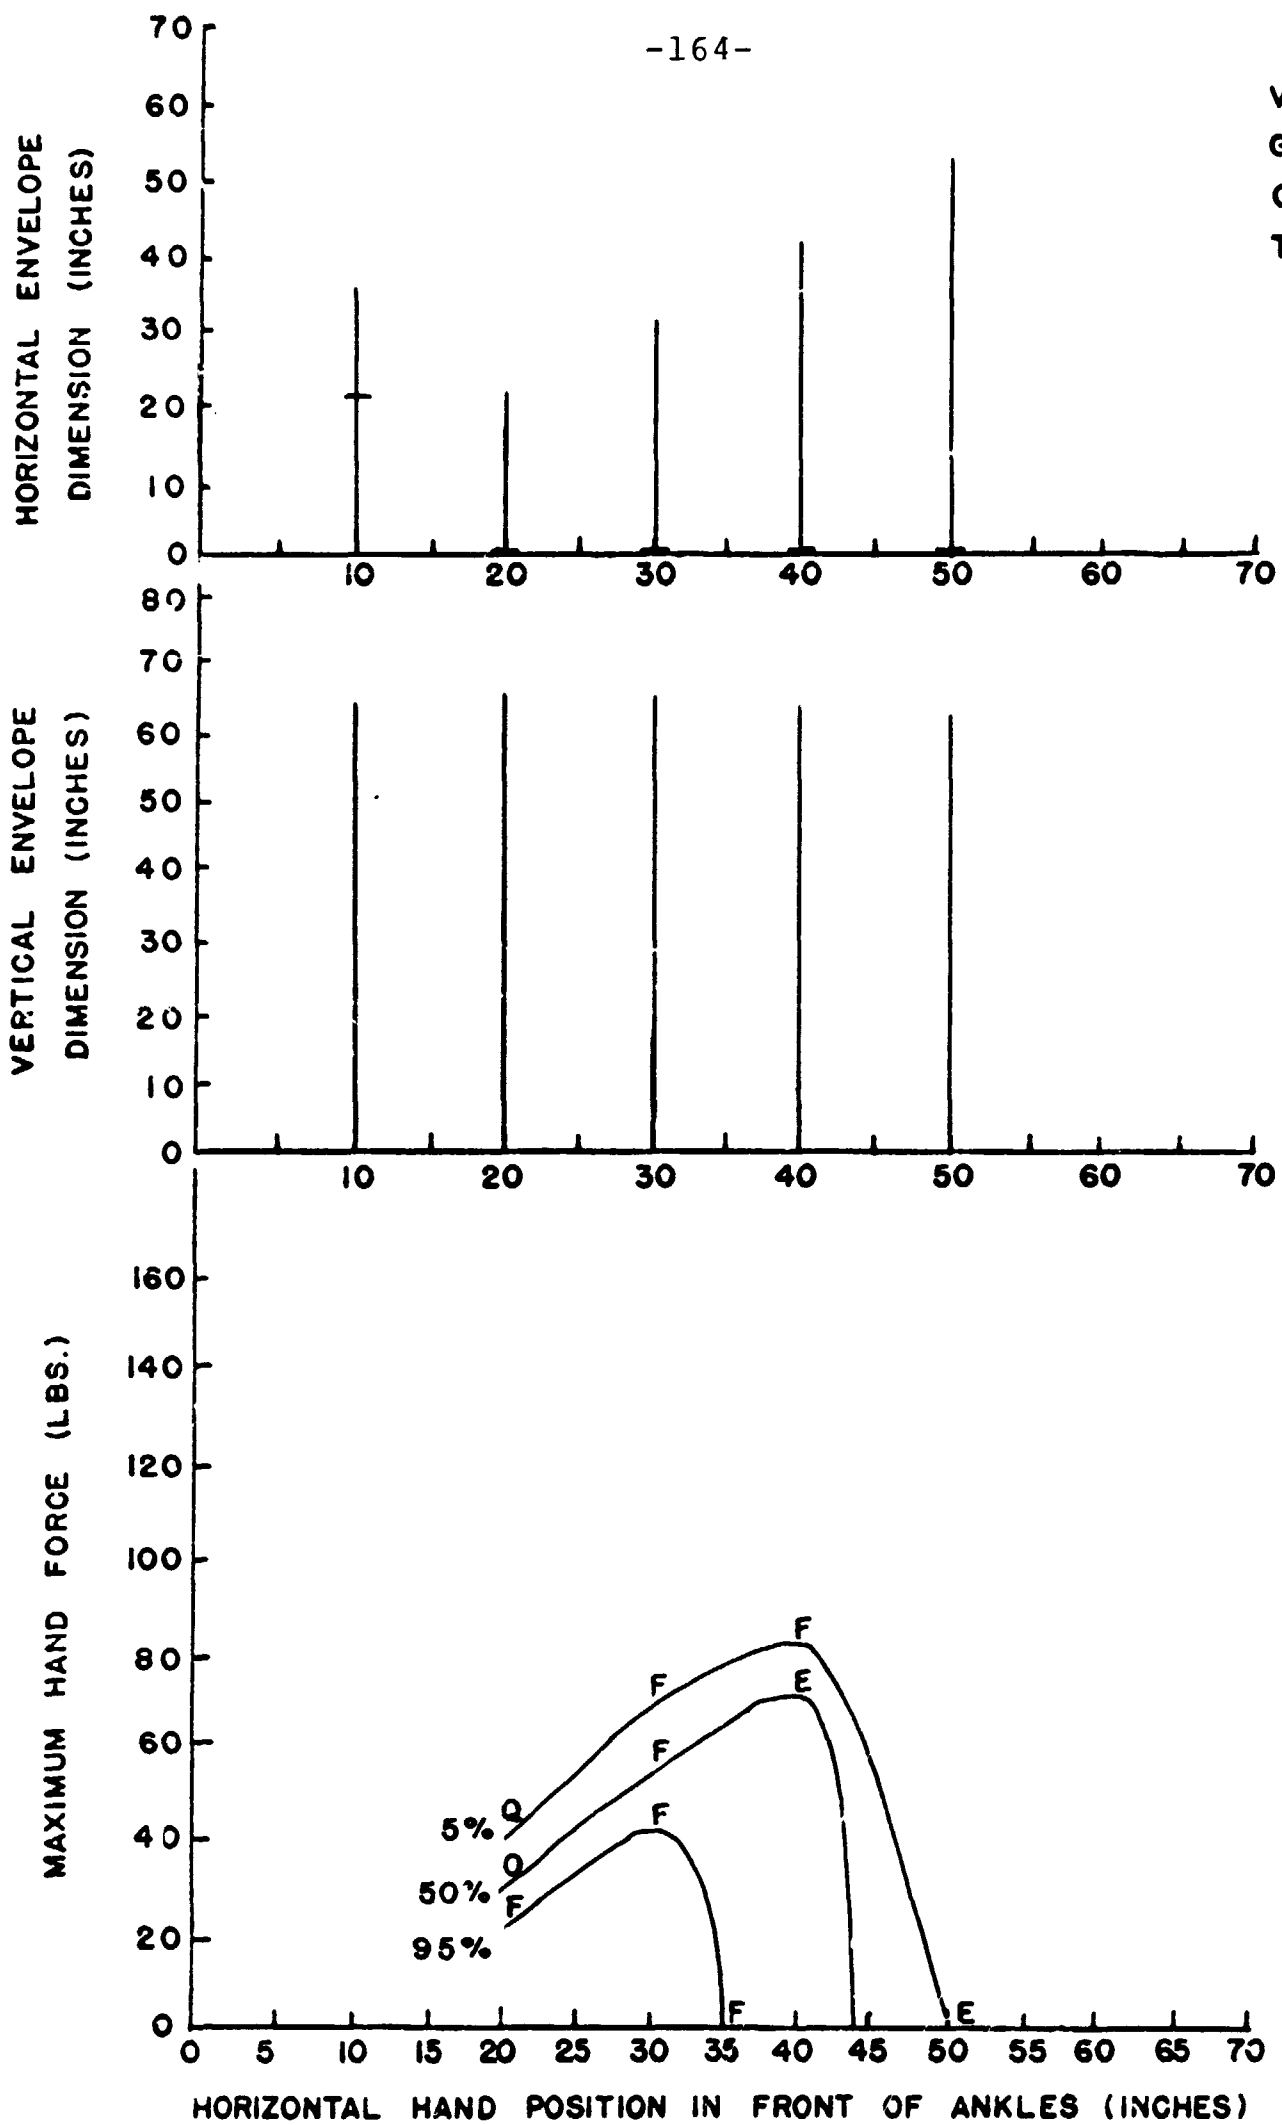 -164-
V
G
C
T
HORIZONTAL ENVELOPE
DIMENSION (INCHES)
70
60
50
40
30
20
10
0
10 20 30 40 50 60 70
VERTICAL ENVELOPE
DIMENSION (INCHES)
80
70
60
50
40
30
20
10
0
10 20 30 40 50 60 70
MAXIMUM HAND FORCE (LBS.)
160
140
120
100
80
60
40
20
0
F
F E
F
Q F
5%
Q
50% F
95%
F E
0 5 10 15 20 25 30 35 40 45 50 55 60 65 70
HORIZONTAL HAND POSITION IN FRONT OF ANKLES (INCHES)